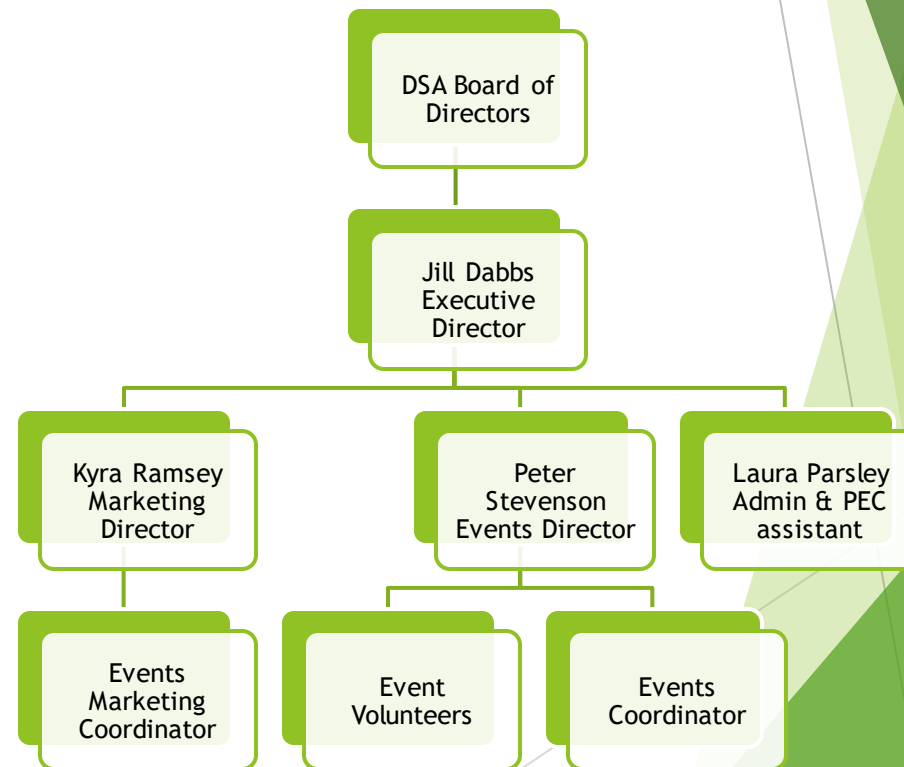 DSA Board of
Directors
Jill Dabbs
Executive
Director
Kyra Ramsey
Marketing
Director
Peter
Stevenson
Events Director
Laura Parsley
Admin & PEC
assistant
Events
Marketing
Coordinator
Event
Volunteers
Events
Coordinator